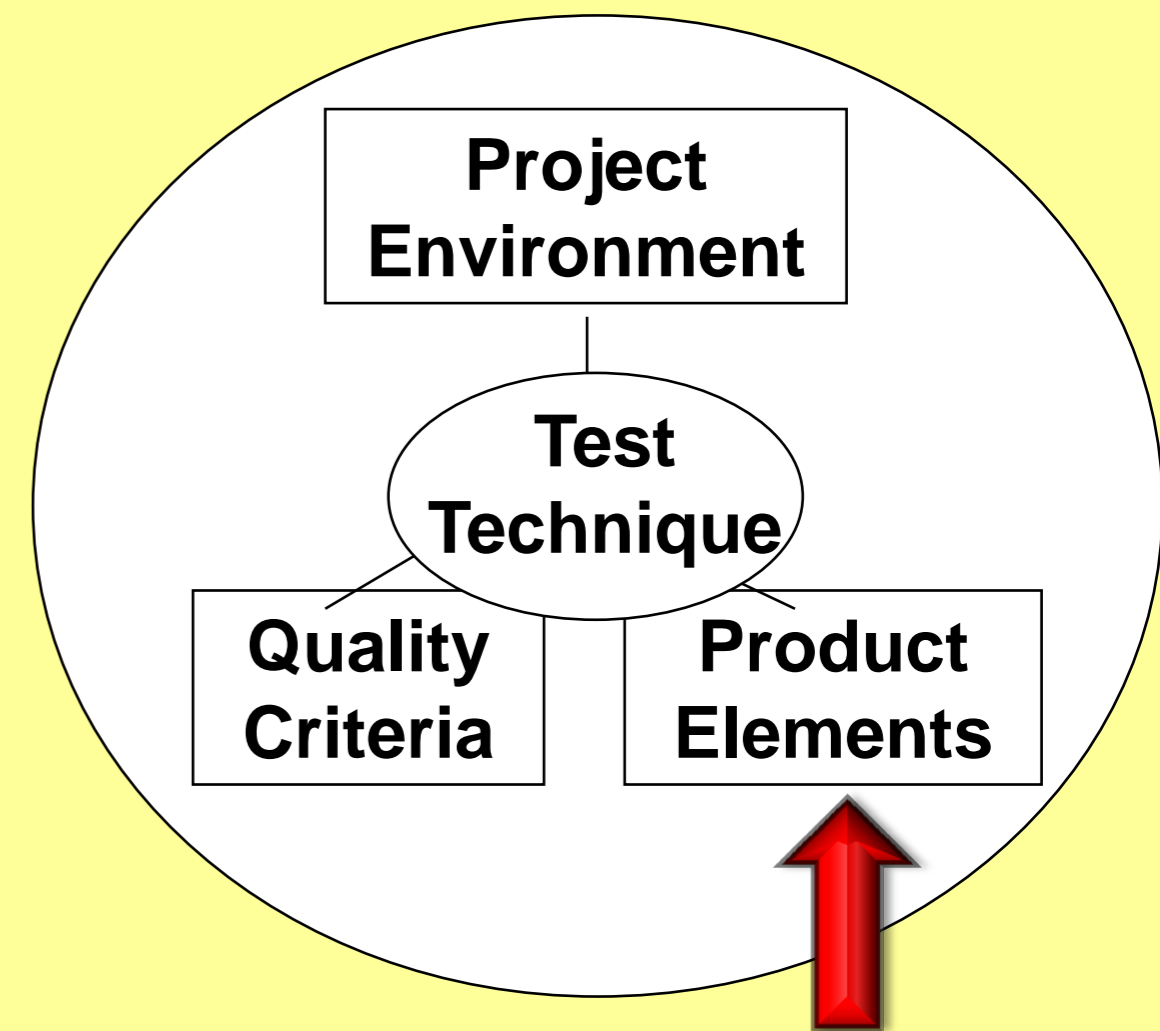 Project
Environment
Test
Technique
Quality
Criteria
Product
Elements